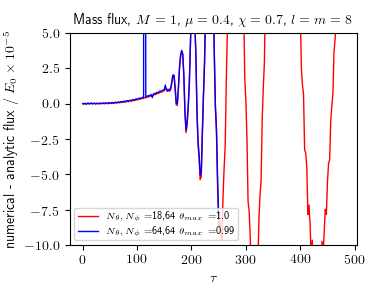 Mass flux, M = 1, μ = 0.4, χ = 0.7, l = m = 8
numerical - analytic flux / E₀ × 10⁻⁵
5.0
2.5
0.0
−2.5
−5.0
−7.5
−10.0
N_θ, N_ϕ =18,64 θ_max =1.0
N_θ, N_ϕ =64,64 θ_max =0.99
0 100 200 300 400 500
τ